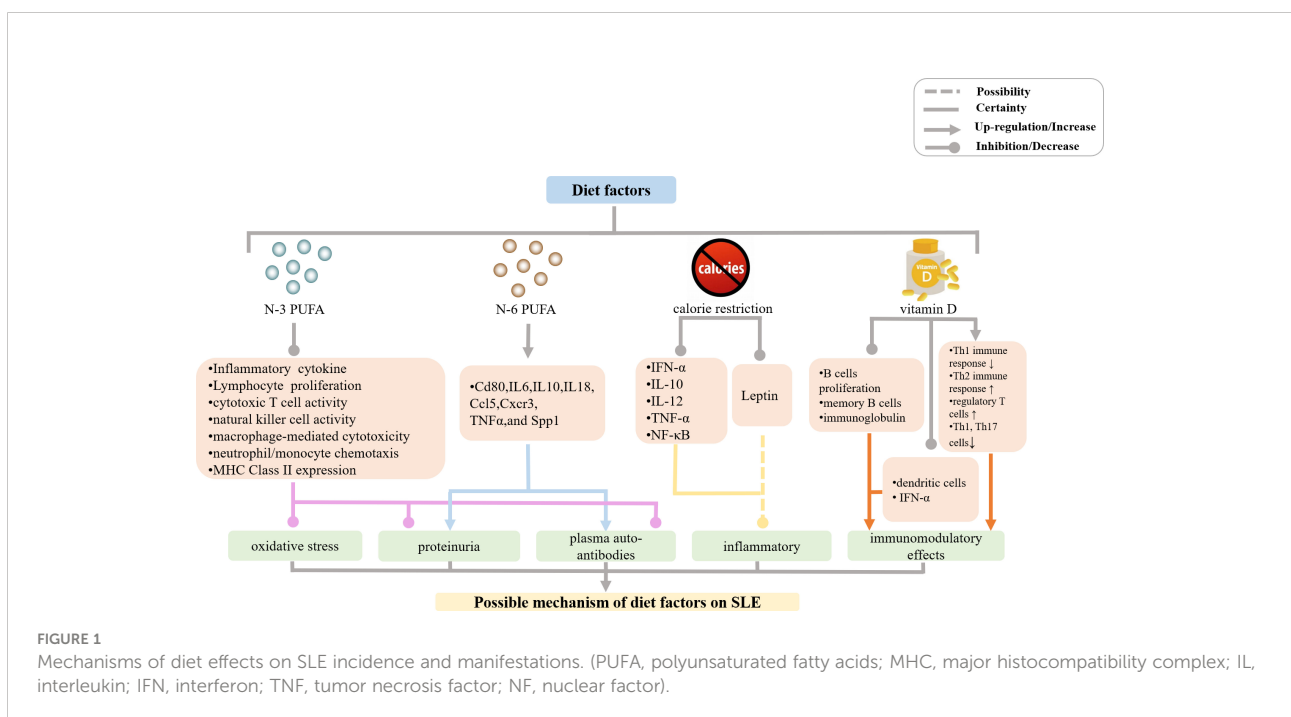 Possibility
Certainty
Up-regulation/Increase
Inhibition/Decrease
Diet factors
N-3 PUFA
N-6 PUFA
calories
calorie restriction
vitamin
D
vitamin D
•Inflammatory cytokine
•Lymphocyte proliferation
•cytotoxic T cell activity
•natural killer cell activity
•macrophage-mediated cytotoxicity
•neutrophil/monocyte chemotaxis
•MHC Class II expression
•Cd80,IL6,IL10,IL18,
Ccl5,Cxcr3,
TNFα,and Spp1
•IFN-α
•IL-10
•IL-12
•TNF-α
•NF-κB
Leptin
•B cells
proliferation
•memory B cells
•immunoglobulin
•Th1 immune
response ↓
•Th2 immune
response ↑
•regulatory T
cells ↑
•Th1, Th17
cells↓
•dendritic cells
• IFN-α
oxidative stress
proteinuria
plasma auto-
antibodies
inflammatory
immunomodulatory
effects
Possible mechanism of diet factors on SLE
FIGURE 1
Mechanisms of diet effects on SLE incidence and manifestations. (PUFA, polyunsaturated fatty acids; MHC, major histocompatibility complex; IL,
interleukin; IFN, interferon; TNF, tumor necrosis factor; NF, nuclear factor).